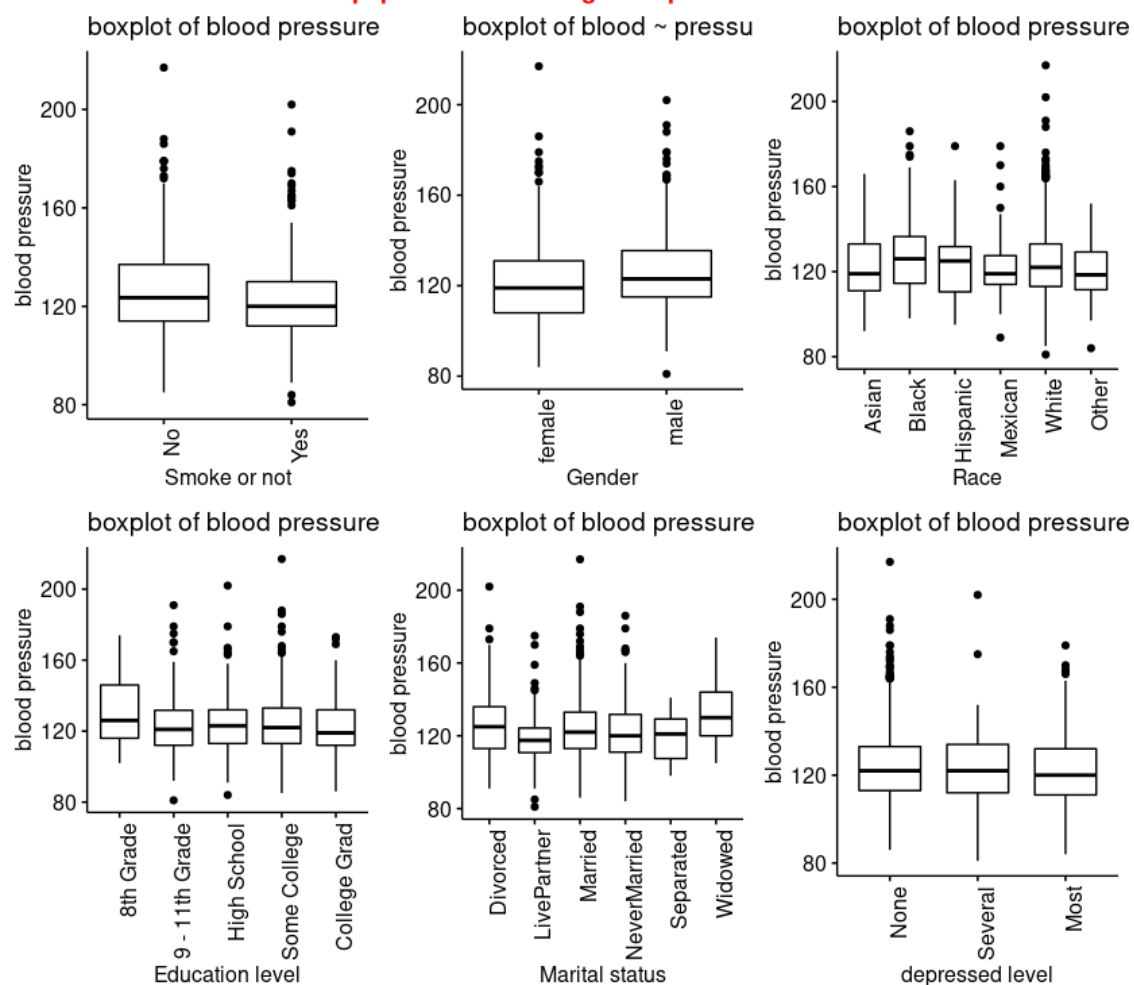 boxplot of blood pressure
blood pressure
200
160
120
80
No
Yes
Smoke or not
boxplot of blood ~ pressu
blood pressure
200
160
120
80
female
male
Gender
boxplot of blood pressure
blood pressure
200
160
120
80
Asian
Black
Hispanic
Mexican
White
Other
Race
boxplot of blood pressure
blood pressure
200
160
120
80
8th Grade
9 - 11th Grade
High School
Some College
College Grad
Education level
boxplot of blood pressure
blood pressure
200
160
120
80
Divorced
LivePartner
Married
NeverMarried
Separated
Widowed
Marital status
boxplot of blood pressure
blood pressure
200
160
120
80
None
Several
Most
depressed level